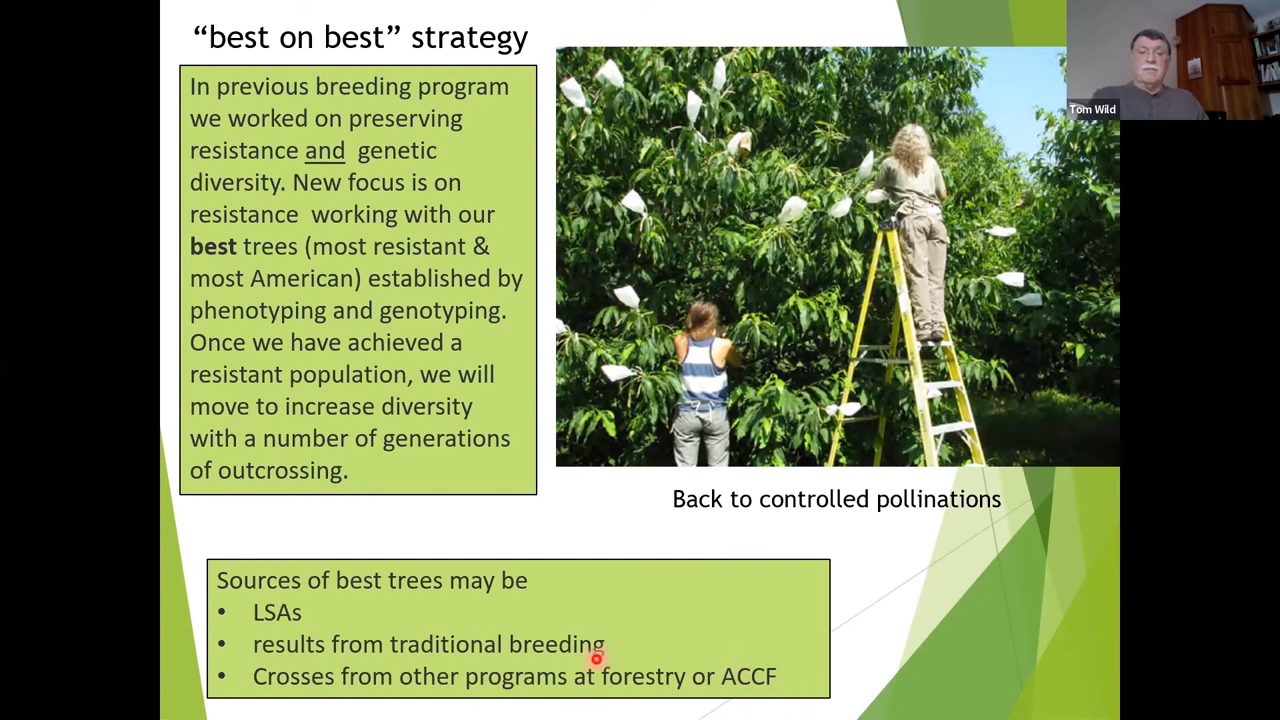 “best on best” strategy
In previous breeding program
we worked on preserving
resistance and genetic
diversity. New focus is on
resistance working with our
best trees (most resistant &
most American) established by
phenotyping and genotyping.
Once we have achieved a
resistant population, we will
move to increase diversity
with a number of generations
of outcrossing.
Tom Wild
Back to controlled pollinations
Sources of best trees may be
• LSAs
• results from traditional breeding
• Crosses from other programs at forestry or ACCF